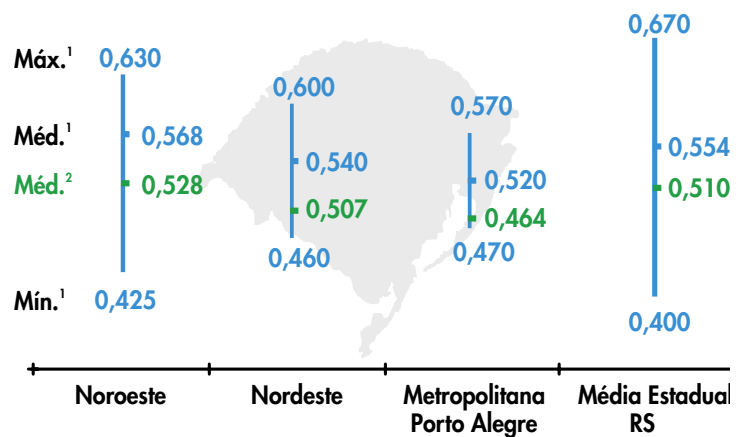 Máx.¹ 0,630 0,600 0,570 0,670
Méd.¹ 0,568 0,540 0,520 0,554
Méd.² 0,528 0,507 0,464 0,510
Mín.¹ 0,425 0,460 0,470 0,400
Noroeste Nordeste Metropolitana Média Estadual
Porto Alegre RS